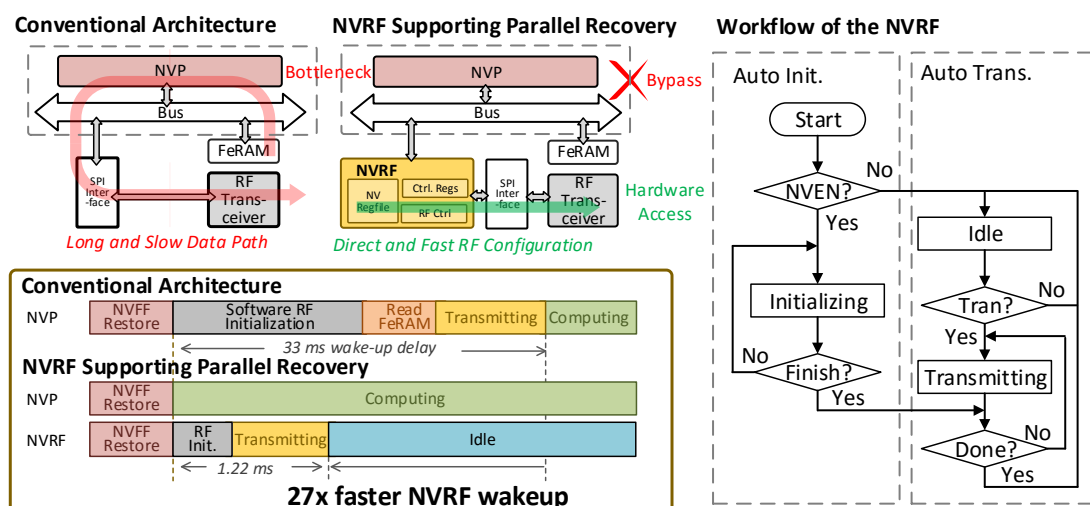 Conventional Architecture
NVP
Bottleneck
Bus
FeRAM
SPI
Inter
-face
RF
Trans-
ceiver
Long and Slow Data Path
NVRF Supporting Parallel Recovery
NVP
Bypass
Bus
FeRAM
NVRF
NV
Regfile
Ctrl. Regs
RF Ctrl
SPI
Inter
-face
RF
Trans-
ceiver
Hardware
Access
Direct and Fast RF Configuration
Conventional Architecture
NVP
NVFF
Restore
Software RF
Initialization
Read
FeRAM
Transmitting
Computing
33 ms wake-up delay
NVRF Supporting Parallel Recovery
NVP
NVFF
Restore
Computing
NVRF
NVFF
Restore
RF
Init.
Transmitting
Idle
1.22 ms
27x faster NVRF wakeup
Workflow of the NVRF
Auto Init.
Start
NVEN?
No
Yes
Initializing
No
Finish?
Yes
Auto Trans.
Idle
Tran?
No
Yes
Transmitting
Done?
No
Yes